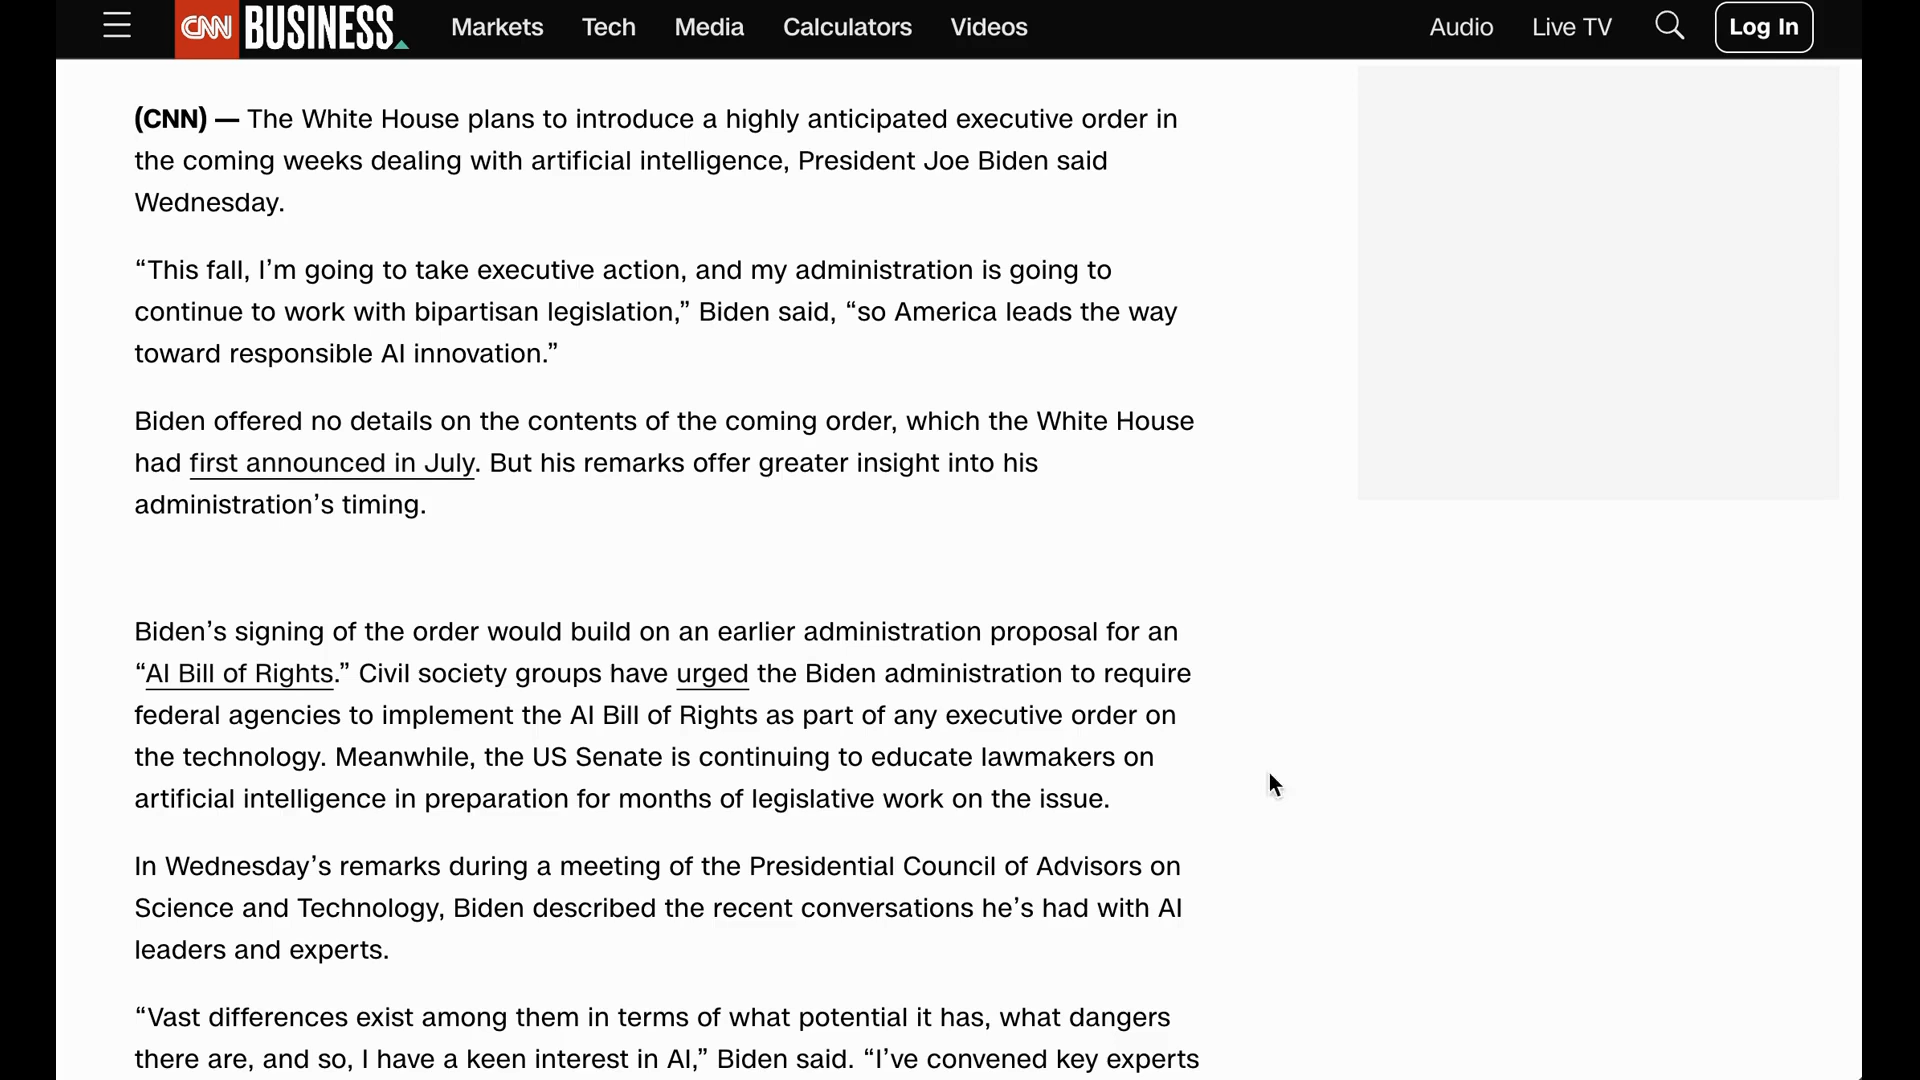 CNN BUSINESS Markets Tech Media Calculators Videos Audio Live TV Log In
(CNN) — The White House plans to introduce a highly anticipated executive order in
the coming weeks dealing with artificial intelligence, President Joe Biden said
Wednesday.
“This fall, I’m going to take executive action, and my administration is going to
continue to work with bipartisan legislation,” Biden said, “so America leads the way
toward responsible AI innovation.”
Biden offered no details on the contents of the coming order, which the White House
had first announced in July. But his remarks offer greater insight into his
administration’s timing.
Biden’s signing of the order would build on an earlier administration proposal for an
“AI Bill of Rights.” Civil society groups have urged the Biden administration to require
federal agencies to implement the AI Bill of Rights as part of any executive order on
the technology. Meanwhile, the US Senate is continuing to educate lawmakers on
artificial intelligence in preparation for months of legislative work on the issue.
In Wednesday’s remarks during a meeting of the Presidential Council of Advisors on
Science and Technology, Biden described the recent conversations he’s had with AI
leaders and experts.
“Vast differences exist among them in terms of what potential it has, what dangers
there are, and so, I have a keen interest in AI,” Biden said. “I’ve convened key experts